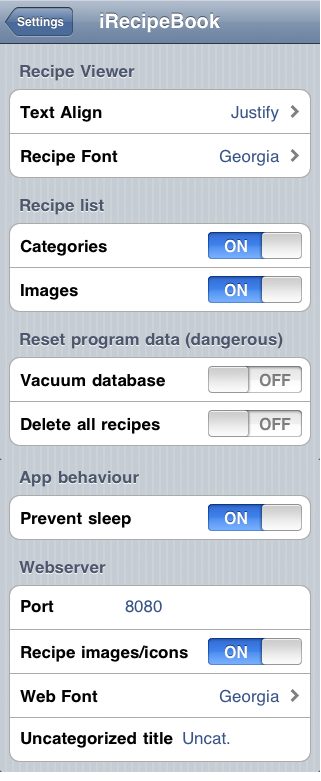 Settings iRecipeBook
Recipe Viewer
Text Align Justify
Recipe Font Georgia
Recipe list
Categories ON
Images ON
Reset program data (dangerous)
Vacuum database OFF
Delete all recipes OFF
App behaviour
Prevent sleep ON
Webserver
Port 8080
Recipe images/icons ON
Web Font Georgia
Uncategorized title Uncat.